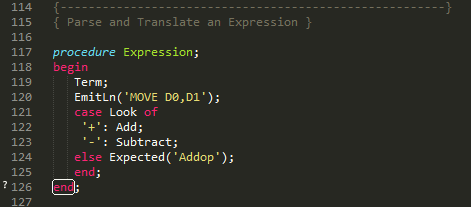 114 {---------------------------------------------------------------}
115 { Parse and Translate an Expression }
116
117 procedure Expression;
118 begin
119    Term;
120    EmitLn('MOVE D0,D1');
121    case Look of
122     '+': Add;
123     '-': Subtract;
124    else Expected('Addop');
125    end;
? 126 end;
127